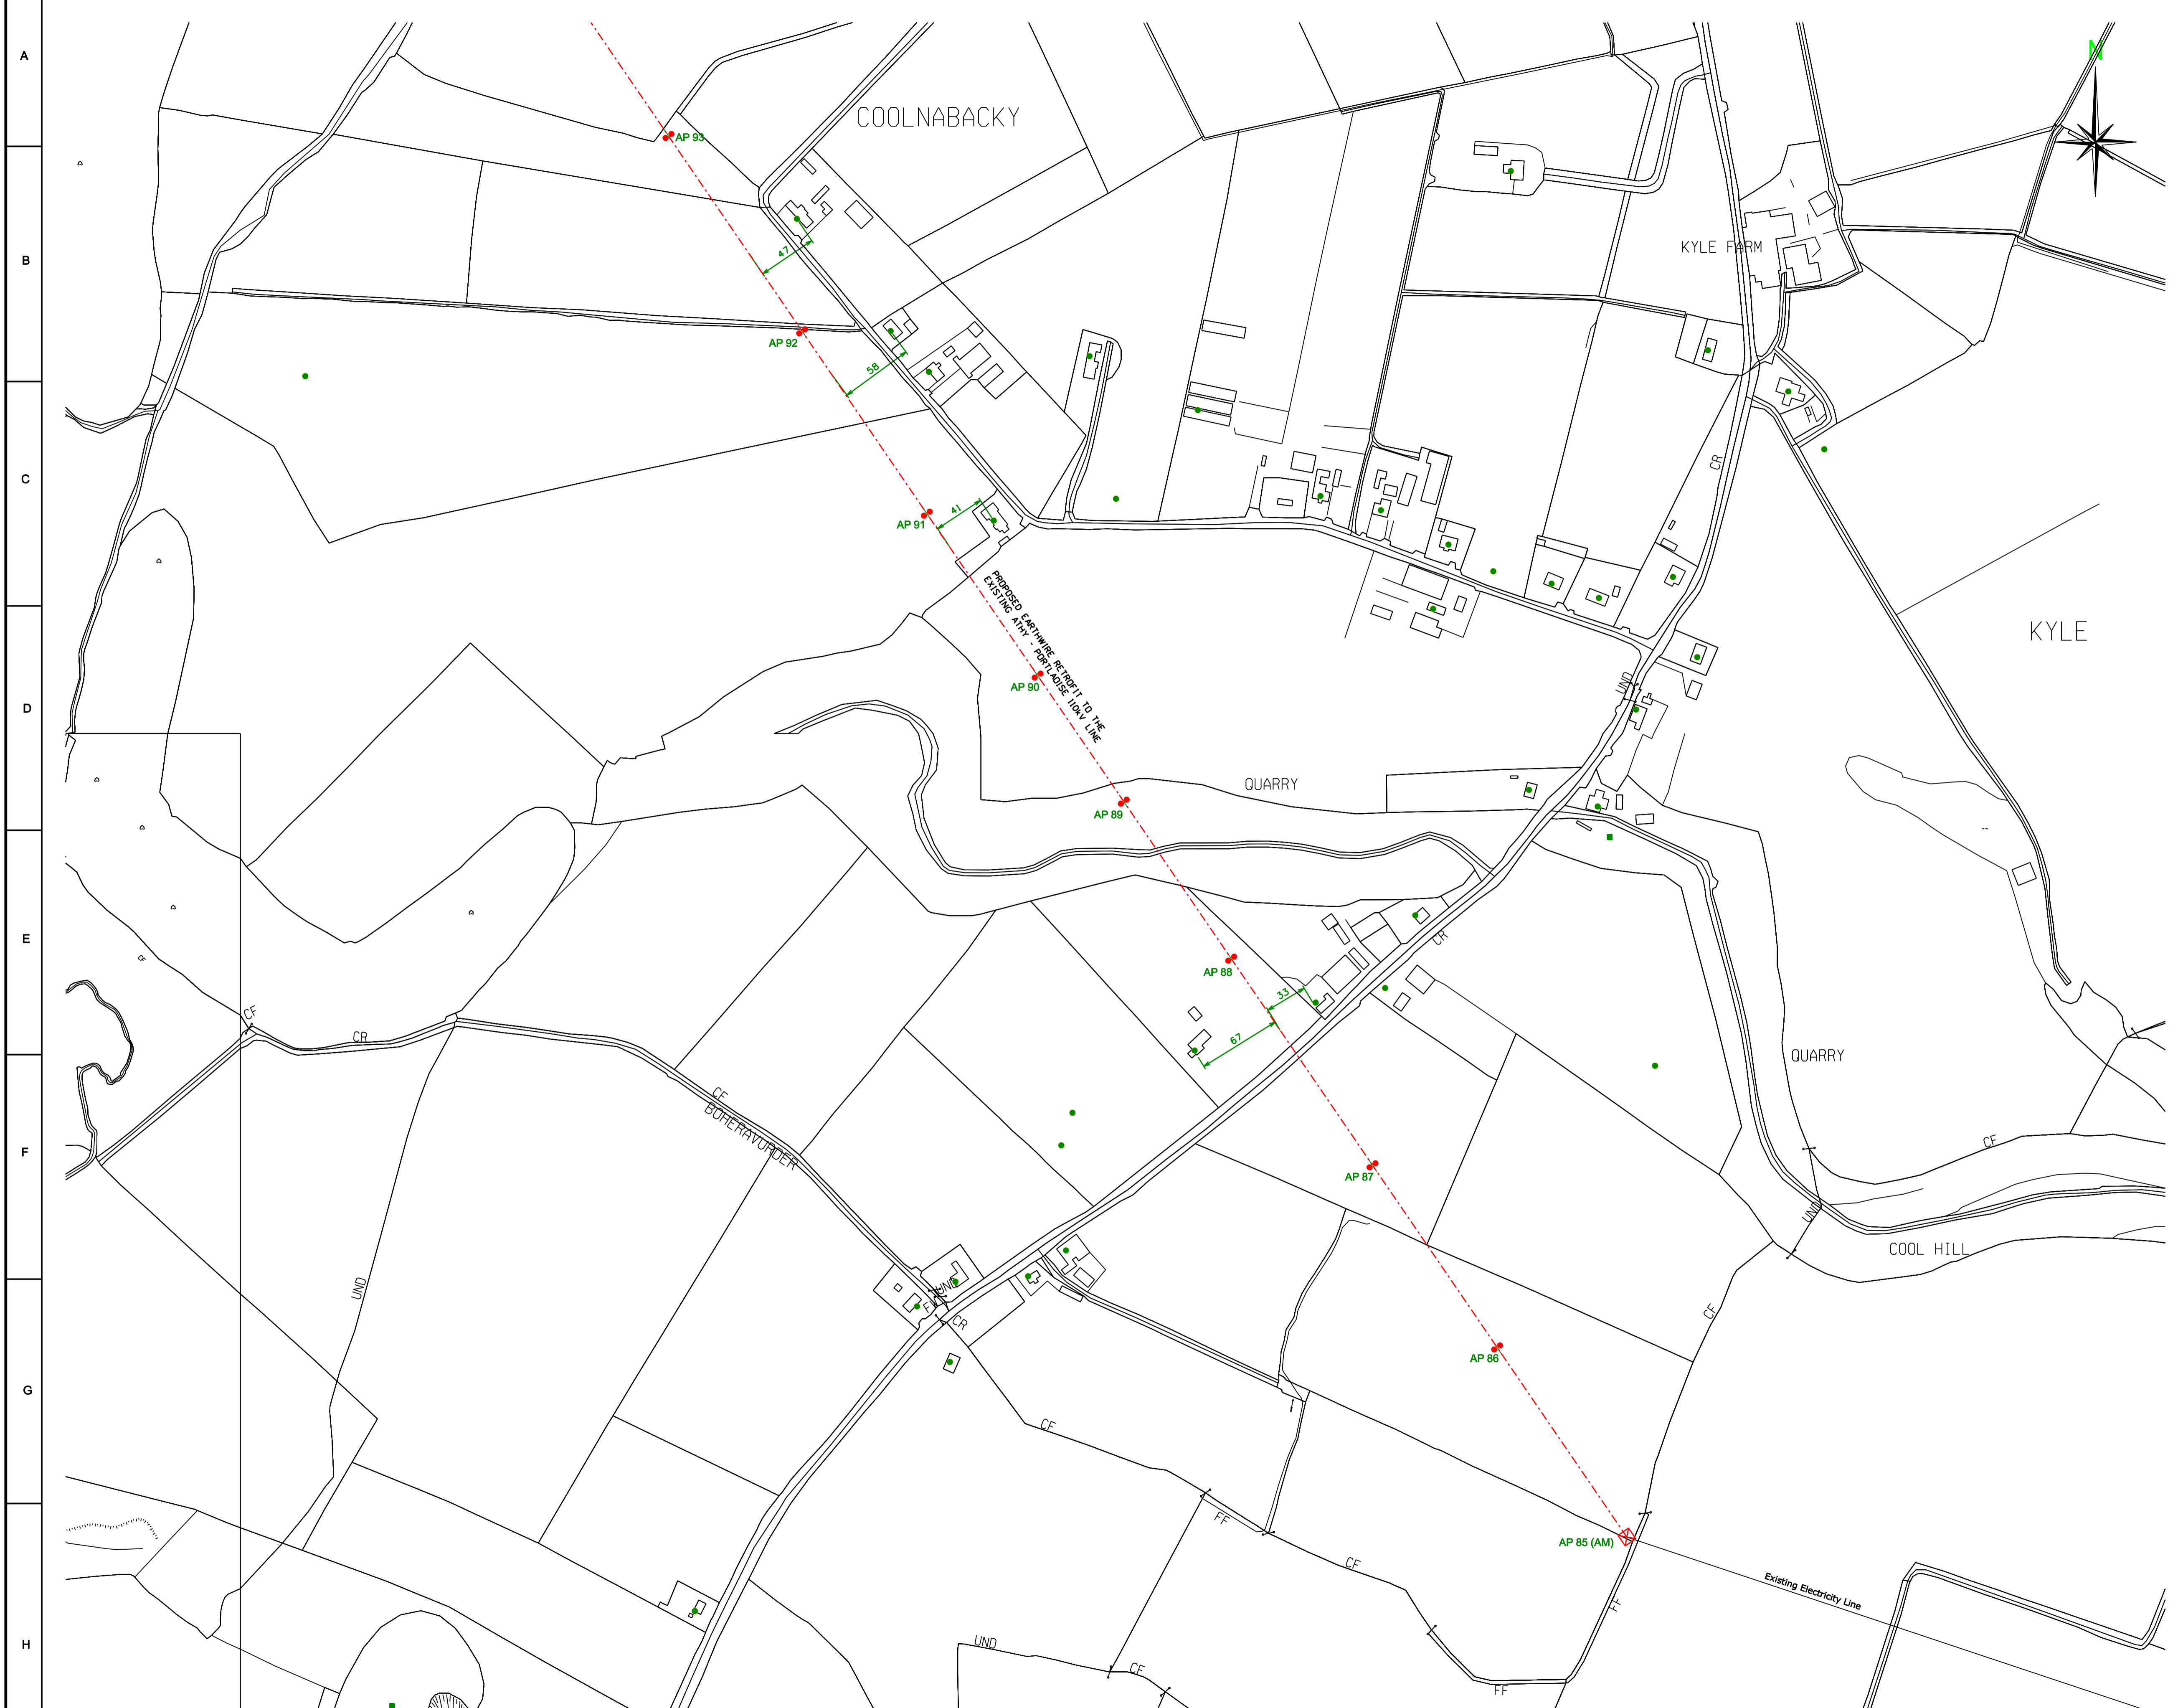 A
N
COOLNABACKY
AP 93
47
KYLE FARM
B
AP 92
58
C
CR
41
AP 91
PROPOSED EARTHWIRE RETROFIT TO THE
EXISTING ATHY - PORTLAOISE 110kV LINE
KYLE
AP 90
UND
D
QUARRY
AP 89
E
CR
AP 88
CF
33
CF
CR
67
QUARRY
CF
BOHERAVURDER
CF
F
AP 87
UND
COOL HILL
UND
UND
FW
CR
CF
AP 86
G
CF
FF
AP 85 (AM)
CF
Existing Electricity Line
FF
H
UND
CF
FF